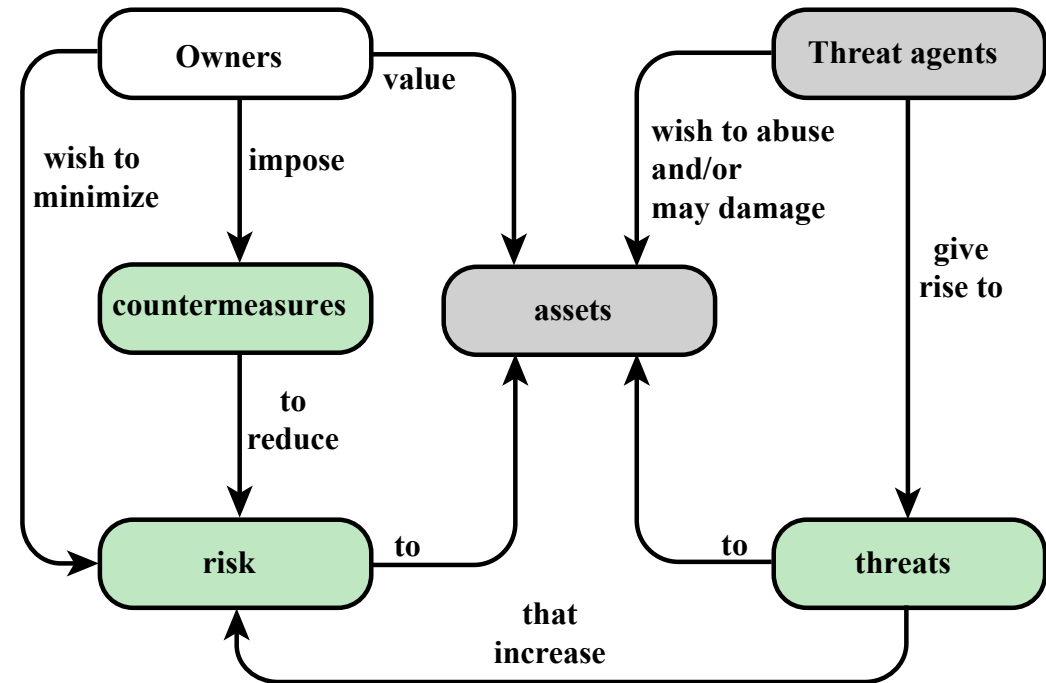 Owners
value
Threat agents
wish to
minimize
impose
wish to abuse
and/or
may damage
give
rise to
countermeasures
assets
to
reduce
risk
to
to
threats
that
increase